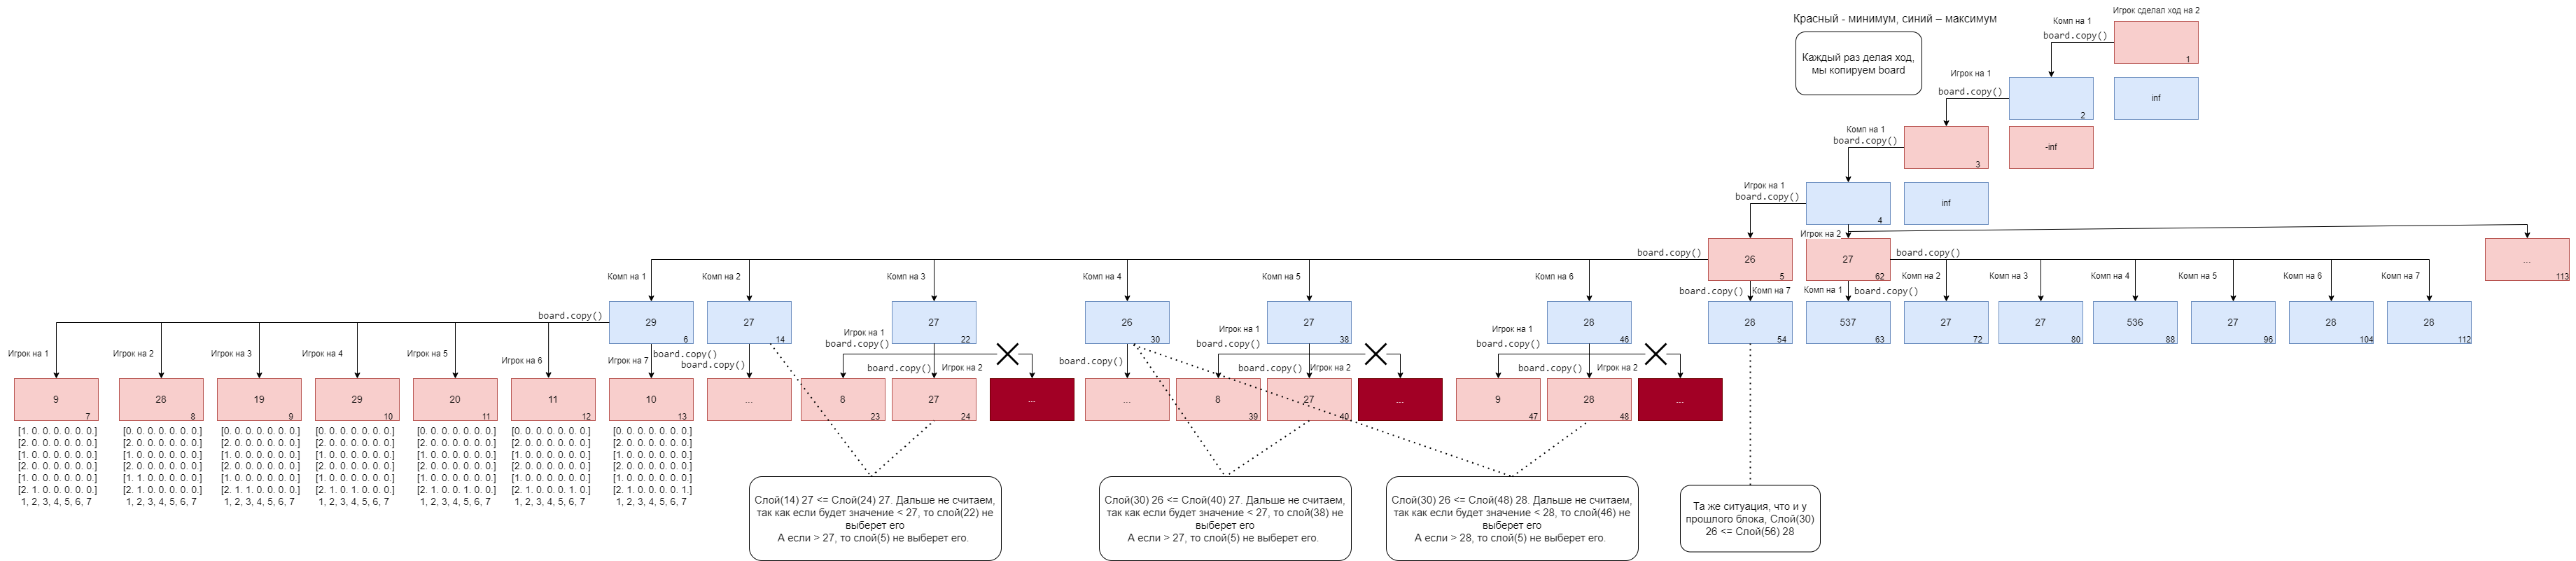 Игрок сделал ход на 2
Красный - минимум, синий – максимум
Комп на 1
board.copy()
1
Каждый раз делая ход,
мы копируем board
Игрок на 1
board.copy()
2
inf
Комп на 1
board.copy()
3
-inf
Игрок на 1
board.copy()
4
inf
Игрок на 2
board.copy()
26
5
27
62
board.copy()
...
113
Комп на 1
Комп на 2
Комп на 3
Комп на 4
Комп на 5
Комп на 6
board.copy()
Комп на 7
Комп на 1
board.copy()
Комп на 2
Комп на 3
Комп на 4
Комп на 5
Комп на 6
Комп на 7
board.copy()
29
6
27
14
27
22
26
30
27
38
28
46
28
54
537
63
27
72
27
80
536
88
27
96
28
104
28
112
Игрок на 1
Игрок на 2
Игрок на 3
Игрок на 4
Игрок на 5
Игрок на 6
Игрок на 7
board.copy()
board.copy()
Игрок на 1
board.copy()
board.copy()
Игрок на 2
board.copy()
Игрок на 1
board.copy()
board.copy()
Игрок на 2
Игрок на 1
board.copy()
board.copy()
Игрок на 2
9
7
28
8
19
9
29
10
20
11
11
12
10
13
...
8
23
27
24
...
...
8
39
27
40
...
9
47
28
48
...
[1. 0. 0. 0. 0. 0. 0.]
[2. 0. 0. 0. 0. 0. 0.]
[1. 0. 0. 0. 0. 0. 0.]
[2. 0. 0. 0. 0. 0. 0.]
[1. 0. 0. 0. 0. 0. 0.]
[2. 1. 0. 0. 0. 0. 0.]
1, 2, 3, 4, 5, 6, 7
[0. 0. 0. 0. 0. 0. 0.]
[2. 0. 0. 0. 0. 0. 0.]
[1. 0. 0. 0. 0. 0. 0.]
[2. 0. 0. 0. 0. 0. 0.]
[1. 1. 0. 0. 0. 0. 0.]
[2. 1. 0. 0. 0. 0. 0.]
1, 2, 3, 4, 5, 6, 7
[0. 0. 0. 0. 0. 0. 0.]
[2. 0. 0. 0. 0. 0. 0.]
[1. 0. 0. 0. 0. 0. 0.]
[2. 0. 0. 0. 0. 0. 0.]
[1. 0. 0. 0. 0. 0. 0.]
[2. 1. 1. 0. 0. 0. 0.]
1, 2, 3, 4, 5, 6, 7
[0. 0. 0. 0. 0. 0. 0.]
[2. 0. 0. 0. 0. 0. 0.]
[1. 0. 0. 0. 0. 0. 0.]
[2. 0. 0. 0. 0. 0. 0.]
[1. 0. 0. 0. 0. 0. 0.]
[2. 1. 0. 1. 0. 0. 0.]
1, 2, 3, 4, 5, 6, 7
[0. 0. 0. 0. 0. 0. 0.]
[2. 0. 0. 0. 0. 0. 0.]
[1. 0. 0. 0. 0. 0. 0.]
[2. 0. 0. 0. 0. 0. 0.]
[1. 0. 0. 0. 0. 0. 0.]
[2. 1. 0. 0. 1. 0. 0.]
1, 2, 3, 4, 5, 6, 7
[0. 0. 0. 0. 0. 0. 0.]
[2. 0. 0. 0. 0. 0. 0.]
[1. 0. 0. 0. 0. 0. 0.]
[2. 0. 0. 0. 0. 0. 0.]
[1. 0. 0. 0. 0. 0. 0.]
[2. 1. 0. 0. 0. 1. 0.]
1, 2, 3, 4, 5, 6, 7
[0. 0. 0. 0. 0. 0. 0.]
[2. 0. 0. 0. 0. 0. 0.]
[1. 0. 0. 0. 0. 0. 0.]
[2. 0. 0. 0. 0. 0. 0.]
[1. 0. 0. 0. 0. 0. 0.]
[2. 1. 0. 0. 0. 0. 1.]
1, 2, 3, 4, 5, 6, 7
Слой(14) 27 <= Слой(24) 27. Дальше не считаем,
так как если будет значение < 27, то слой(22) не
выберет его
А если > 27, то слой(5) не выберет его.
Слой(30) 26 <= Слой(40) 27. Дальше не считаем,
так как если будет значение < 27, то слой(38) не
выберет его
А если > 27, то слой(5) не выберет его.
Слой(30) 26 <= Слой(48) 28. Дальше не считаем,
так как если будет значение < 28, то слой(46) не
выберет его
А если > 28, то слой(5) не выберет его.
Та же ситуация, что и у
прошлого блока, Слой(30)
26 <= Слой(56) 28